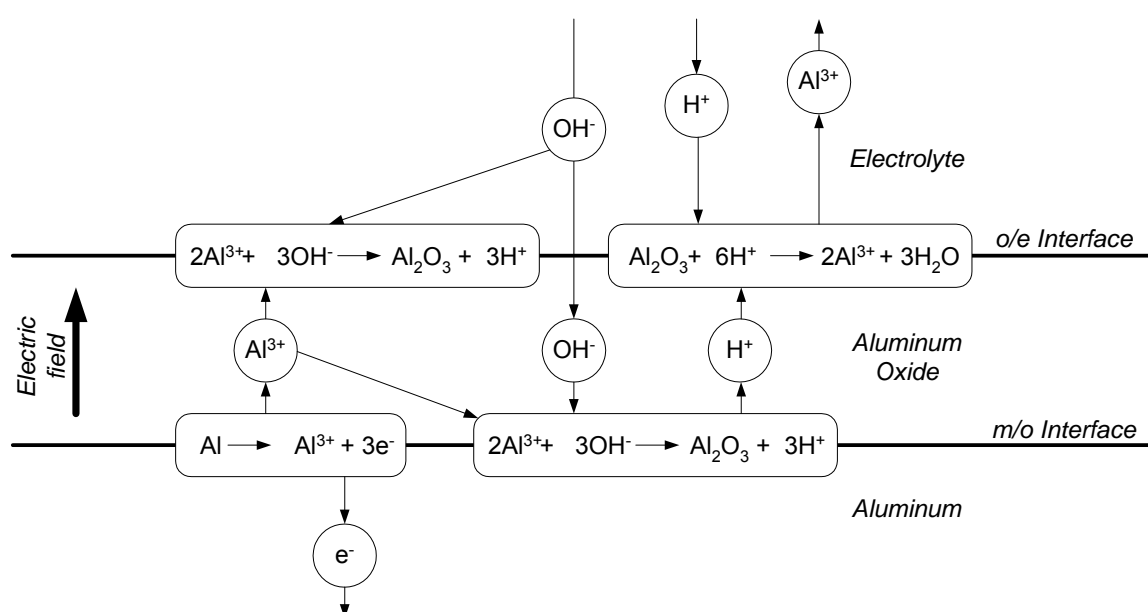 Al³⁺
H⁺
OH⁻
Electrolyte
2Al³⁺+ 3OH⁻ → Al₂O₃ + 3H⁺
Al₂O₃+ 6H⁺ → 2Al³⁺ + 3H₂O
o/e Interface
Electric
field
Al³⁺
OH⁻
H⁺
Aluminum
Oxide
Al → Al³⁺ + 3e⁻
2Al³⁺+ 3OH⁻ → Al₂O₃ + 3H⁺
m/o Interface
Aluminum
e⁻